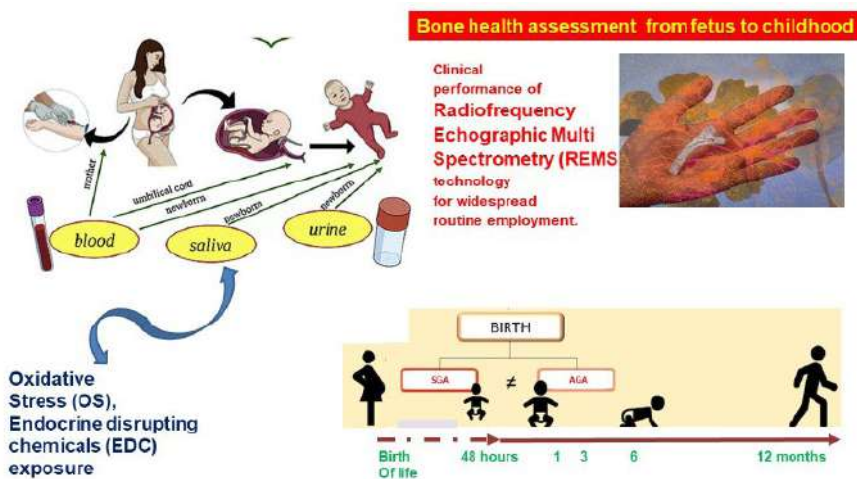 Bone health assessment from fetus to childhood
Clinical
performance of
Radiofrequency
Echographic Multi
Spectrometry (REMS
technology
for widespread
routine employment.
mother
umbilical cord
newborn
newborn
newborn
blood
saliva
urine
Oxidative
Stress (OS),
Endocrine disrupting
chemicals (EDC)
exposure
BIRTH
SGA ≠ AGA
Birth
Of life
48 hours 1 3 6 12 months